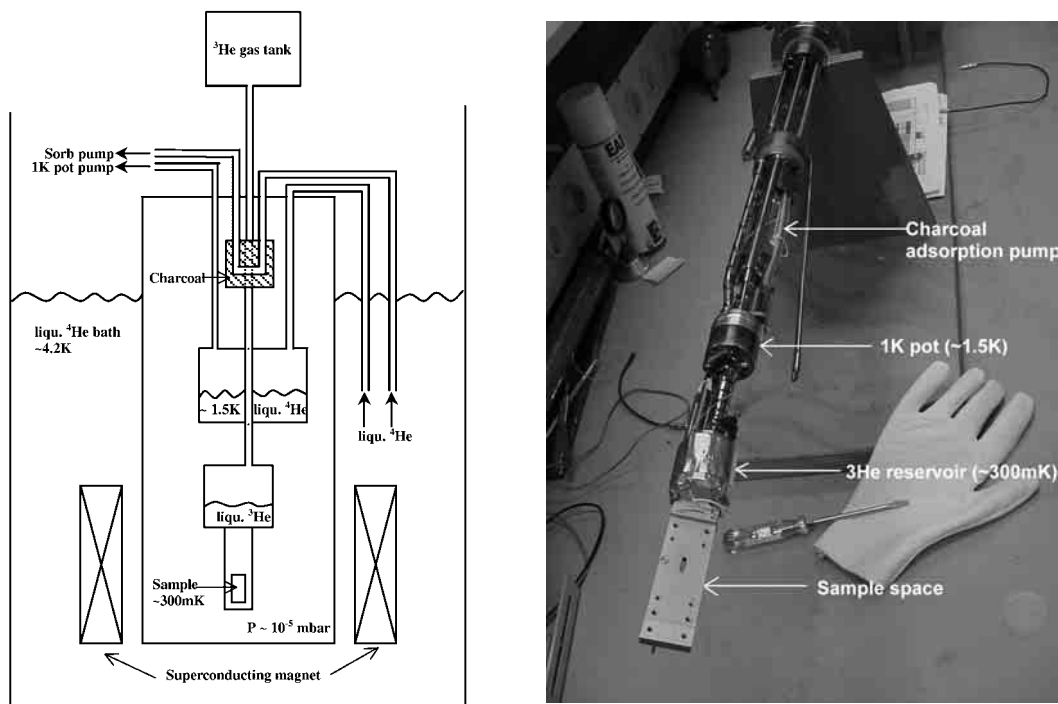 ³He gas tank
Sorb pump
1K pot pump
Charcoal
liqu. ⁴He bath
~4.2K
~ 1.5K
liqu. ⁴He
liqu. ⁴He
liqu. ³He
Sample
~300mK
P ~ 10⁻⁵ mbar
Superconducting magnet
EAI
Charcoal
adsorption pump
1K pot (~1.5K)
3He reservoir (~300mK)
Sample space